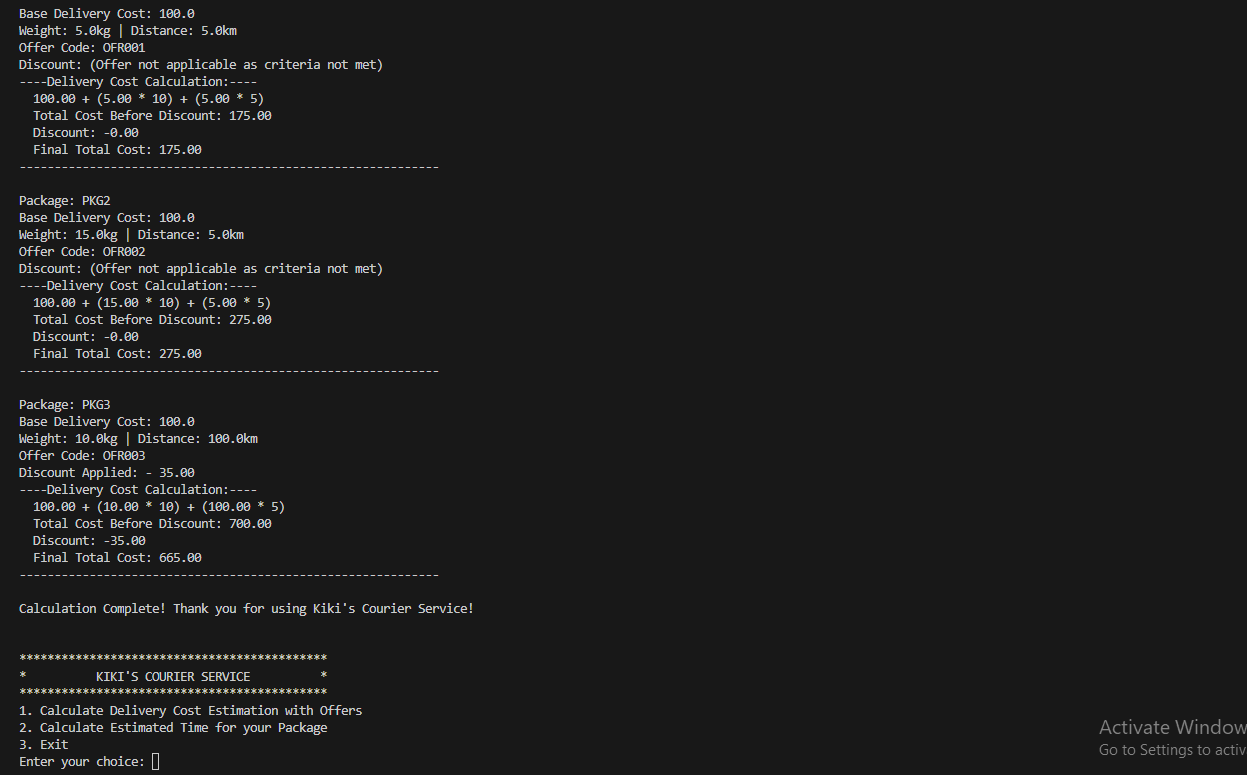 Base Delivery Cost: 100.0
Weight: 5.0kg | Distance: 5.0km
Offer Code: OFR001
Discount: (Offer not applicable as criteria not met)
----Delivery Cost Calculation:----
  100.00 + (5.00 * 10) + (5.00 * 5)
  Total Cost Before Discount: 175.00
  Discount: -0.00
  Final Total Cost: 175.00
------------------------------------------------------------

Package: PKG2
Base Delivery Cost: 100.0
Weight: 15.0kg | Distance: 5.0km
Offer Code: OFR002
Discount: (Offer not applicable as criteria not met)
----Delivery Cost Calculation:----
  100.00 + (15.00 * 10) + (5.00 * 5)
  Total Cost Before Discount: 275.00
  Discount: -0.00
  Final Total Cost: 275.00
------------------------------------------------------------

Package: PKG3
Base Delivery Cost: 100.0
Weight: 10.0kg | Distance: 100.0km
Offer Code: OFR003
Discount Applied: - 35.00
----Delivery Cost Calculation:----
  100.00 + (10.00 * 10) + (100.00 * 5)
  Total Cost Before Discount: 700.00
  Discount: -35.00
  Final Total Cost: 665.00
------------------------------------------------------------

Calculation Complete! Thank you for using Kiki's Courier Service!

********************************************
*          KIKI'S COURIER SERVICE          *
********************************************
1. Calculate Delivery Cost Estimation with Offers
2. Calculate Estimated Time for your Package
3. Exit
Enter your choice:
Activate Window
Go to Settings to activ